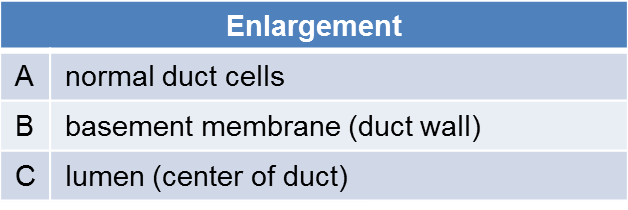 Enlargement
A normal duct cells
B basement membrane (duct wall)
C lumen (center of duct)